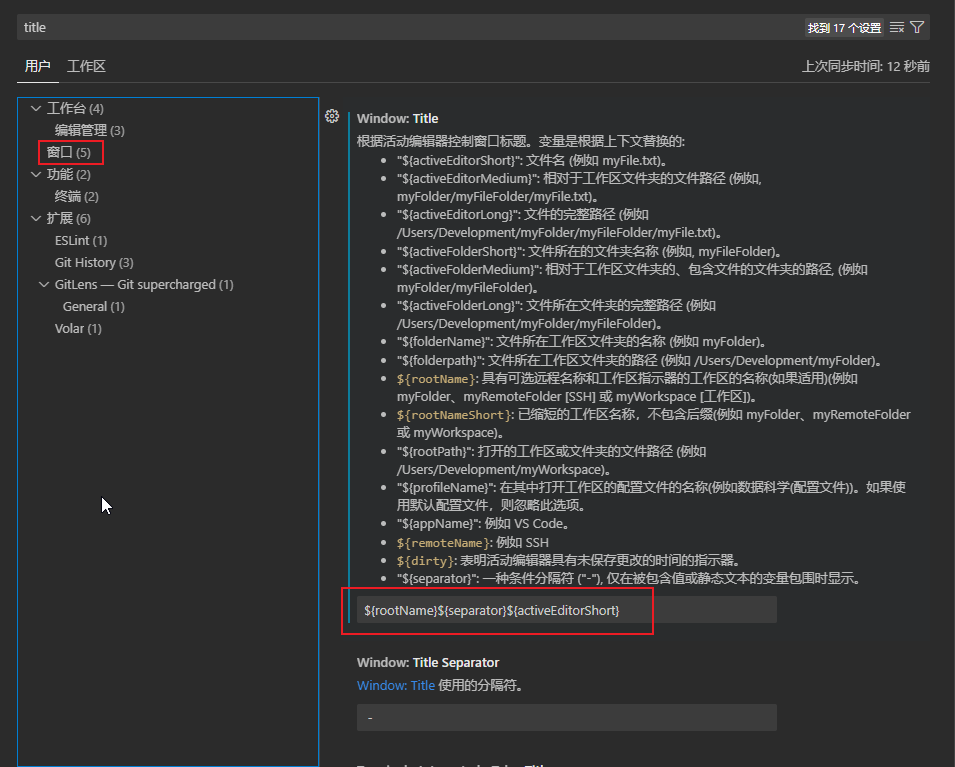 title
找到 17 个设置
用户 工作区
上次同步时间: 12 秒前
工作台 (4)
编辑管理 (3)
窗口 (5)
功能 (2)
终端 (2)
扩展 (6)
ESLint (1)
Git History (3)
GitLens — Git supercharged (1)
General (1)
Volar (1)
Window: Title
根据活动编辑器控制窗口标题。变量是根据上下文替换的:
"${activeEditorShort}": 文件名 (例如 myFile.txt)。
"${activeEditorMedium}": 相对于工作区文件夹的文件路径 (例如,
myFolder/myFileFolder/myFile.txt)。
"${activeEditorLong}": 文件的完整路径 (例如
/Users/Development/myFolder/myFileFolder/myFile.txt)。
"${activeFolderShort}": 文件所在的文件夹名称 (例如, myFileFolder)。
"${activeFolderMedium}": 相对于工作区文件夹的、包含文件的文件夹的路径, (例如
myFolder/myFileFolder)。
"${activeFolderLong}": 文件所在文件夹的完整路径 (例如
/Users/Development/myFolder/myFileFolder)。
"${folderName}": 文件所在工作区文件夹的名称 (例如 myFolder)。
"${folderpath}": 文件所在工作区文件夹的路径 (例如 /Users/Development/myFolder)。
${rootName}: 具有可选远程名称和工作区指示器的工作区的名称(如果适用)(例如
myFolder、myRemoteFolder [SSH] 或 myWorkspace [工作区])。
${rootNameShort}: 已缩短的工作区名称，不包含后缀(例如 myFolder、myRemoteFolder
或 myWorkspace)。
"${rootPath}": 打开的工作区或文件夹的文件路径 (例如
/Users/Development/myWorkspace)。
"${profileName}": 在其中打开工作区的配置文件的名称(例如数据科学(配置文件))。如果使
用默认配置文件，则忽略此选项。
"${appName}": 例如 VS Code。
${remoteName}: 例如 SSH
${dirty}: 表明活动编辑器具有未保存更改的时间的指示器。
"${separator}": 一种条件分隔符 ("-"), 仅在被包含值或静态文本的变量包围时显示。
${rootName}${separator}${activeEditorShort}
Window: Title Separator
Window: Title 使用的分隔符。
-